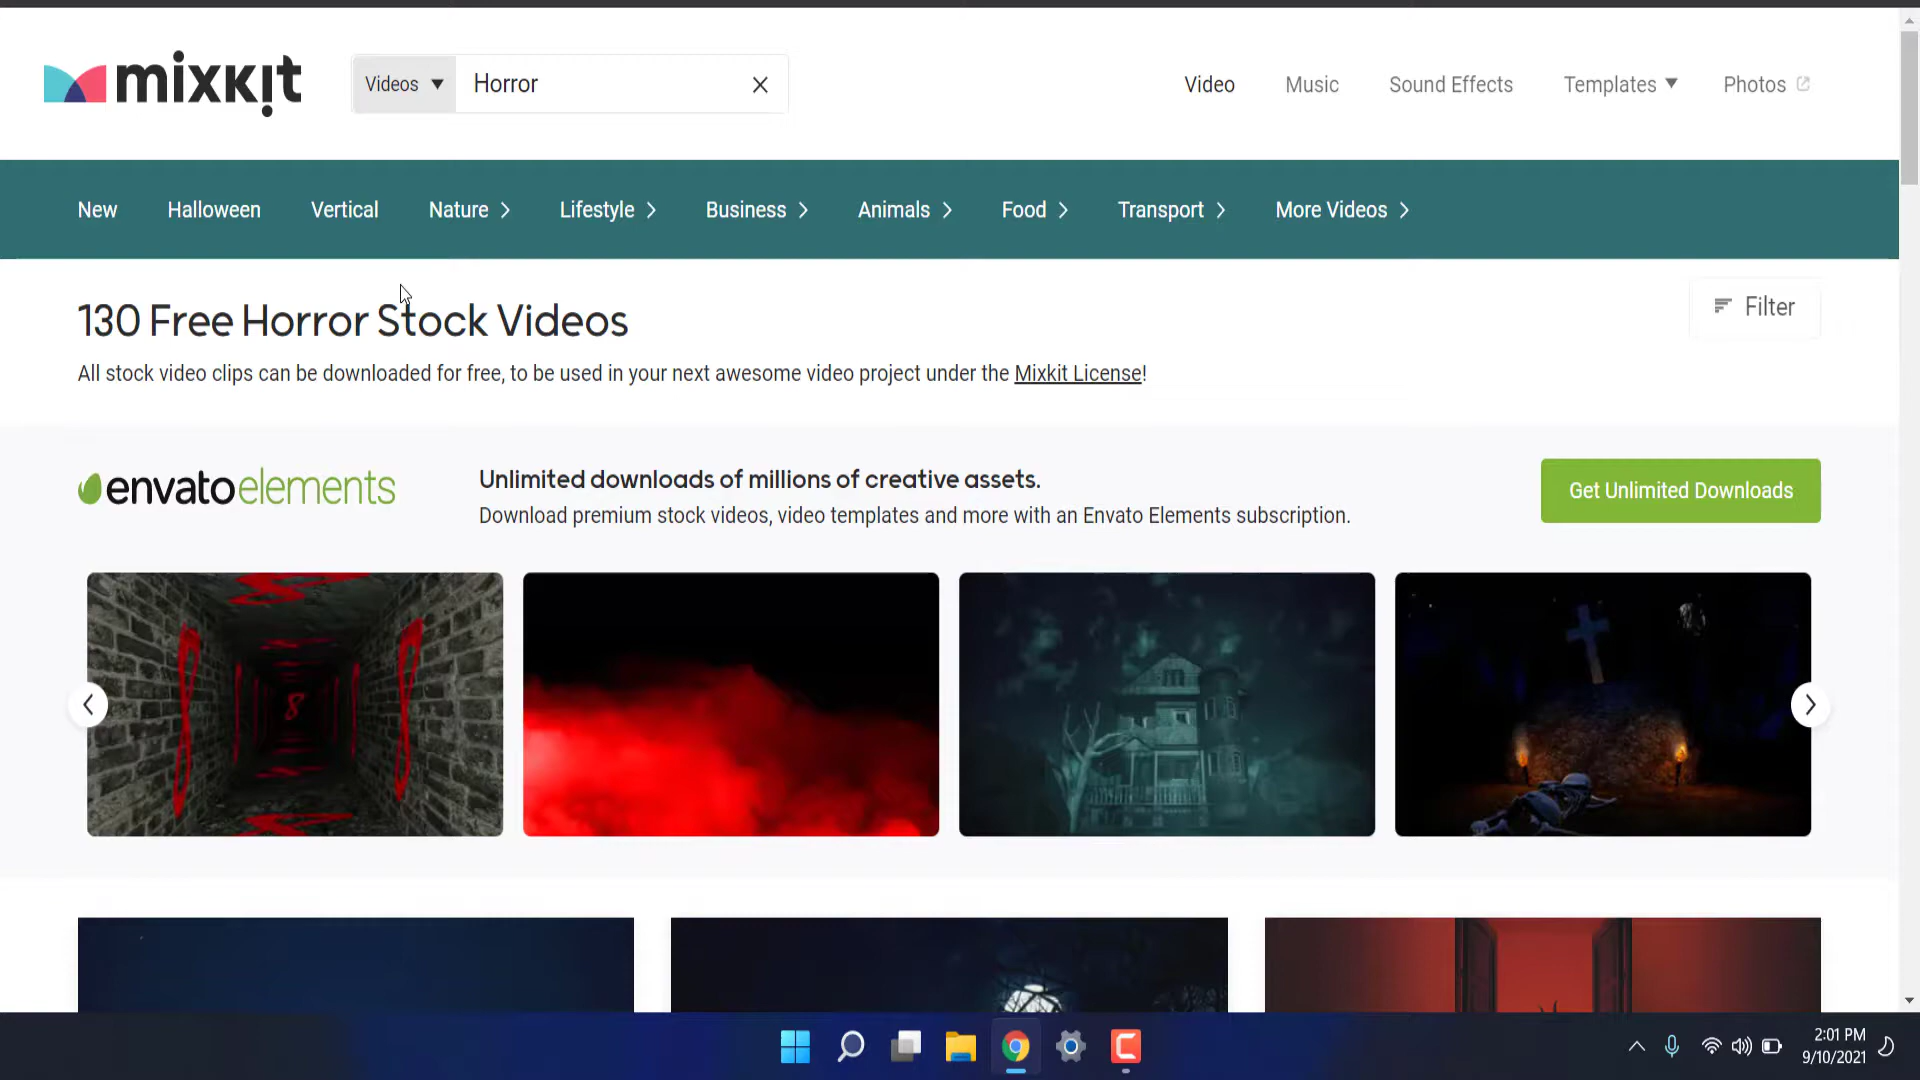 mixkit
Videos
Horror
Video
Music
Sound Effects
Templates
Photos
New
Halloween
Vertical
Nature
Lifestyle
Business
Animals
Food
Transport
More Videos
130 Free Horror Stock Videos
Filter
All stock video clips can be downloaded for free, to be used in your next awesome video project under the Mixkit License!
envatoelements
Unlimited downloads of millions of creative assets.
Download premium stock videos, video templates and more with an Envato Elements subscription.
Get Unlimited Downloads
8
2:01 PM
9/10/2021